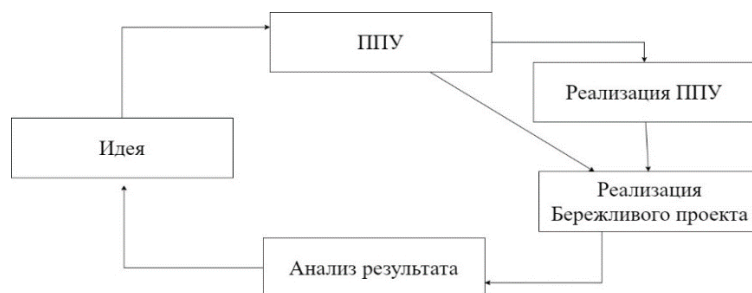 ППУ
Реализация ППУ
Идея
Реализация
Бережливого проекта
Анализ результата